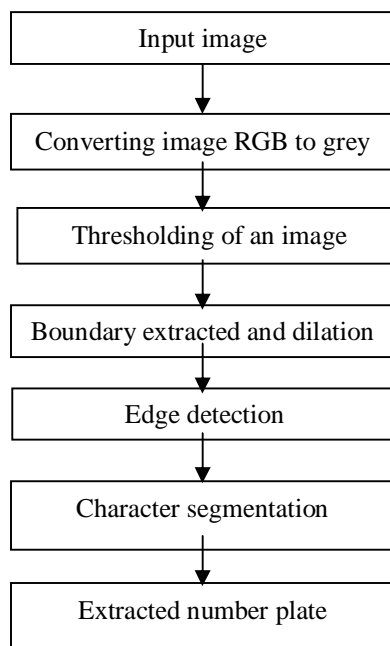 Input image
Converting image RGB to grey
Thresholding of an image
Boundary extracted and dilation
Edge detection
Character segmentation
Extracted number plate